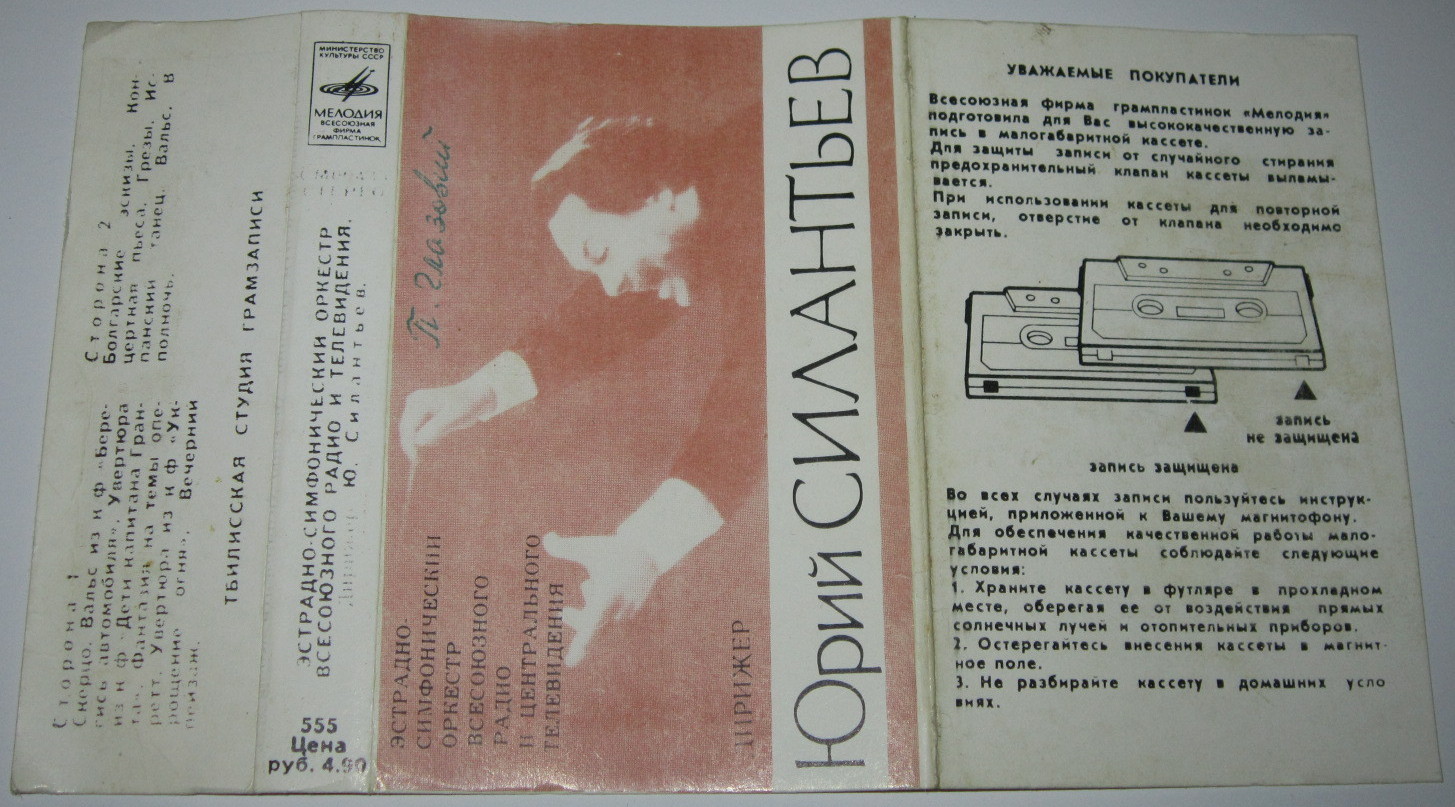 Сторона 1
Скерцо. Вальс из к ф «Бере-
гись автомобиля». Увертюра
из к ф «Дети капитана Гран-
та». Фантазия на темы опе-
ретт. Увертюра из к ф «Ук-
рощение огня». Вечерний
пейзаж.
Сторона 2
Болгарские эскизы. Кон-
цертная пьеса. Грезы. Ис-
панский танец. Вальс. В
полночь.
ТБИЛИССКАЯ СТУДИЯ ГРАМЗАПИСИ
МИНИСТЕРСТВО
КУЛЬТУРЫ СССР
МЕЛОДИЯ
ВСЕСОЮЗНАЯ
ФИРМА
ГРАМПЛАСТИНОК
СТЕРЕО
ЭСТРАДНО-СИМФОНИЧЕСКИЙ ОРКЕСТР
ВСЕСОЮЗНОГО РАДИО И ТЕЛЕВИДЕНИЯ.
Дирижер Ю. Силантьев.
555
Цена
руб. 4.90
П. Глазовий
ЭСТРАДНО-
СИМФОНИЧЕСКИЙ
ОРКЕСТР
ВСЕСОЮЗНОГО
РАДИО
И ЦЕНТРАЛЬНОГО
ТЕЛЕВИДЕНИЯ
ДИРИЖЕР
ЮРИЙ СИЛАНТЬЕВ
УВАЖАЕМЫЕ ПОКУПАТЕЛИ
Всесоюзная фирма грампластинок «Мелодия»
подготовила для Вас высококачественную за-
пись в малогабаритной кассете.
Для защиты записи от случайного стирания
предохранительный клапан кассеты выламы-
вается.
При использовании кассеты для повторной
записи, отверстие от клапана необходимо
закрыть.
запись
не защищена
запись защищена
Во всех случаях записи пользуйтесь инструк-
цией, приложенной к Вашему магнитофону.
Для обеспечения качественной работы мало-
габаритной кассеты соблюдайте следующие
условия:
1. Храните кассету в футляре в прохладном
месте, оберегая ее от воздействия прямых
солнечных лучей и отопительных приборов.
2. Остерегайтесь внесения кассеты в магнит-
ное поле.
3. Не разбирайте кассету в домашних усло
виях.